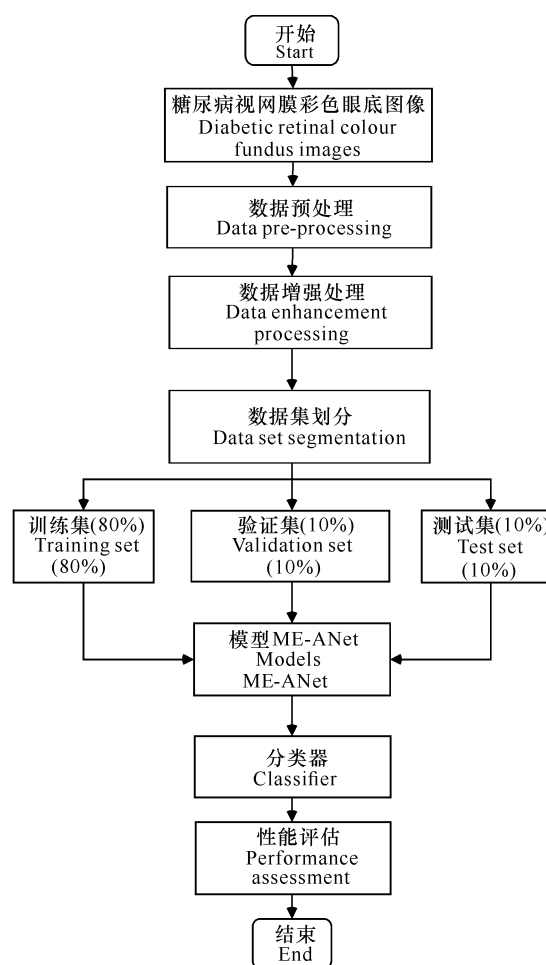 开始
Start
糖尿病视网膜彩色眼底图像
Diabetic retinal colour
fundus images
数据预处理
Data pre-processing
数据增强处理
Data enhancement
processing
数据集划分
Data set segmentation
训练集(80%)
Training set
(80%)
验证集(10%)
Validation set
(10%)
测试集(10%)
Test set
(10%)
模型ME-ANet
Models
ME-ANet
分类器
Classifier
性能评估
Performance
assessment
结束
End